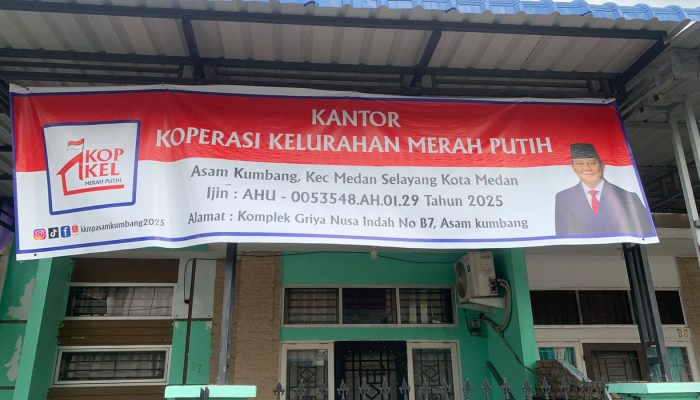 KANTOR
KOPERASI KELURAHAN MERAH PUTIH
KOP
KEL
MERAH PUTIH
Asam Kumbang, Kec Medan Selayang Kota Medan
Ijin : AHU - 0053548.AH.01.29 Tahun 2025
Alamat : Komplek Griya Nusa Indah No B7, Asam kumbang
kkmpasamkumbang2025